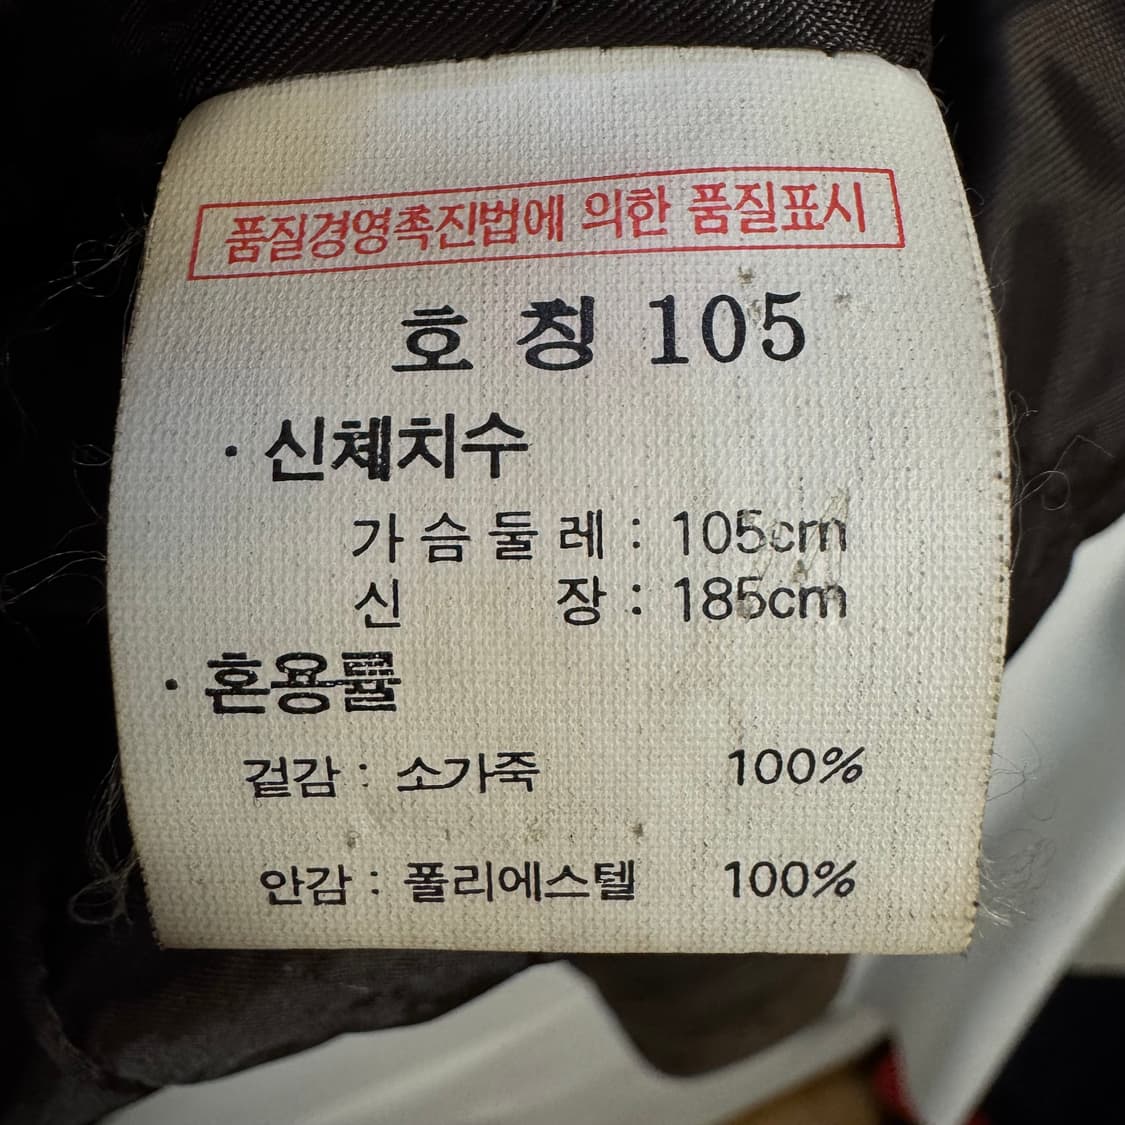 품질경영촉진법에 의한 품질표시
호 칭 105
· 신체치수
가 슴 둘 레 : 105cm
신 장 : 185cm
· 혼용률
겉감 : 소가죽 100%
안감 : 폴리에스텔 100%